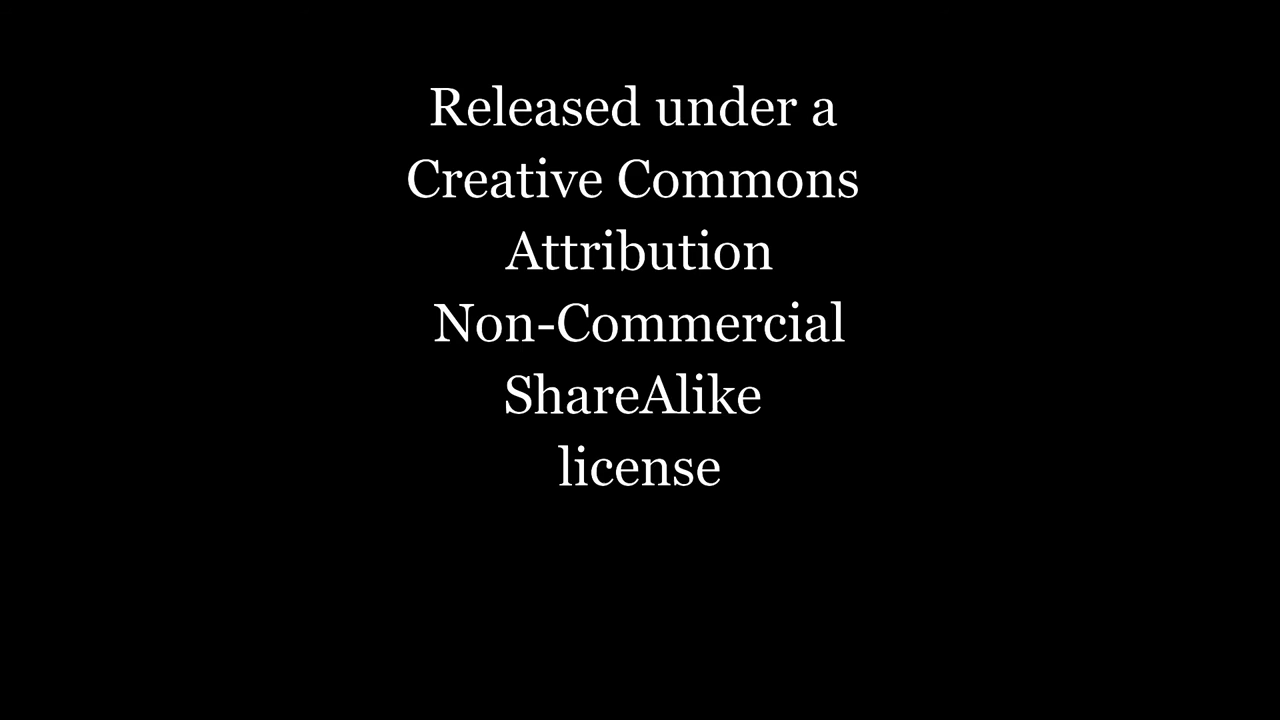 Released under a
Creative Commons
Attribution
Non-Commercial
ShareAlike
license